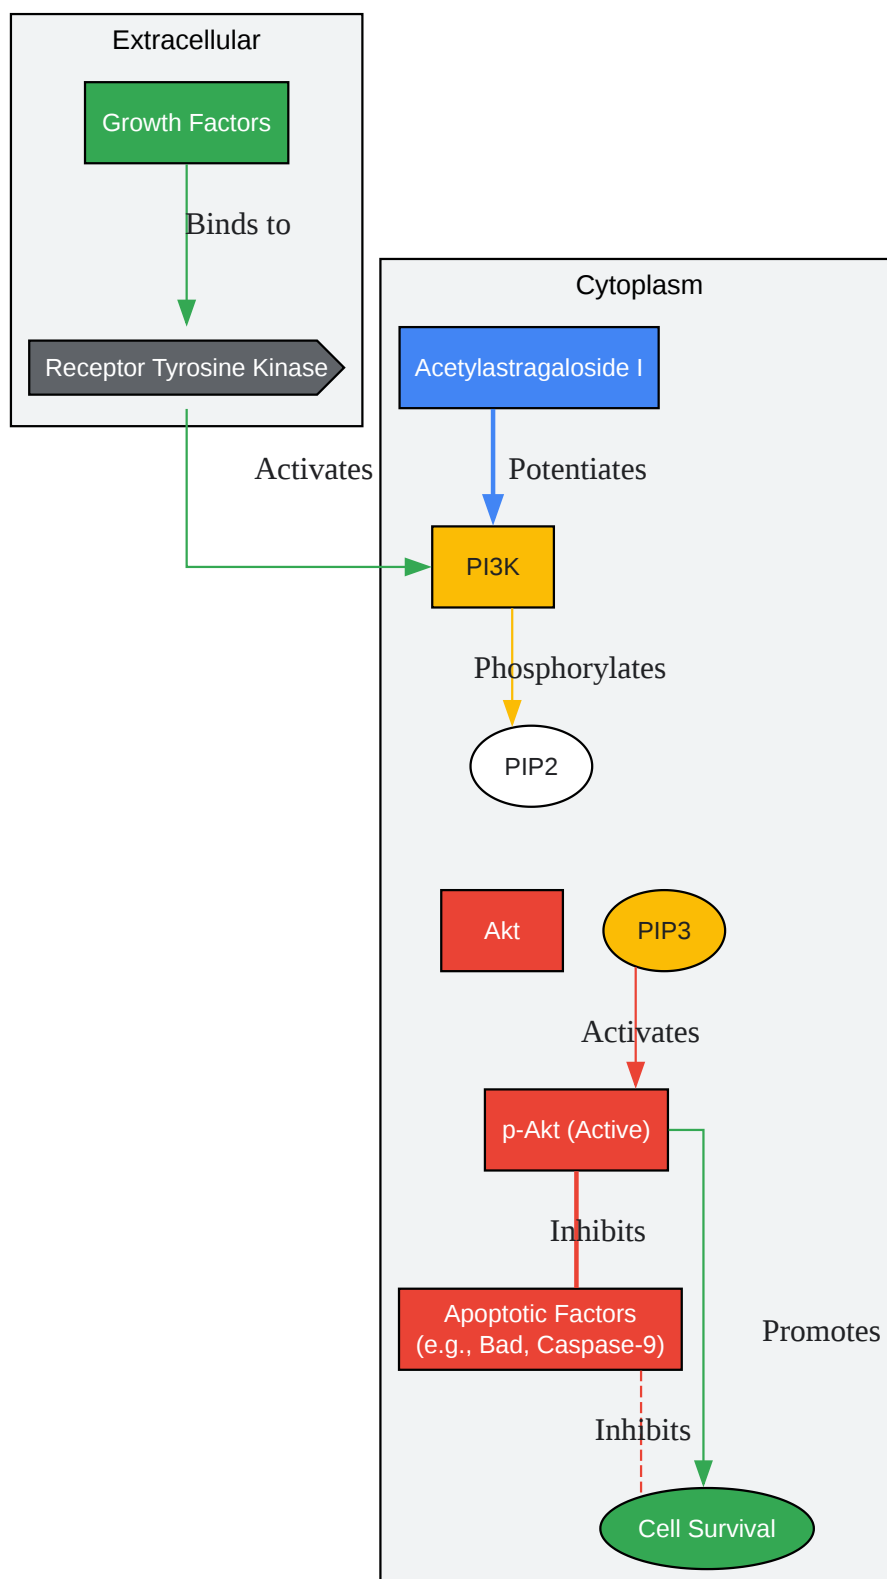 Extracellular
Growth Factors
Binds to
Receptor Tyrosine Kinase
Cytoplasm
Acetylastragaloside I
Activates
Potentiates
PI3K
Phosphorylates
PIP2
Akt
PIP3
Activates
p-Akt (Active)
Inhibits
Apoptotic Factors
(e.g., Bad, Caspase-9)
Promotes
Inhibits
Cell Survival